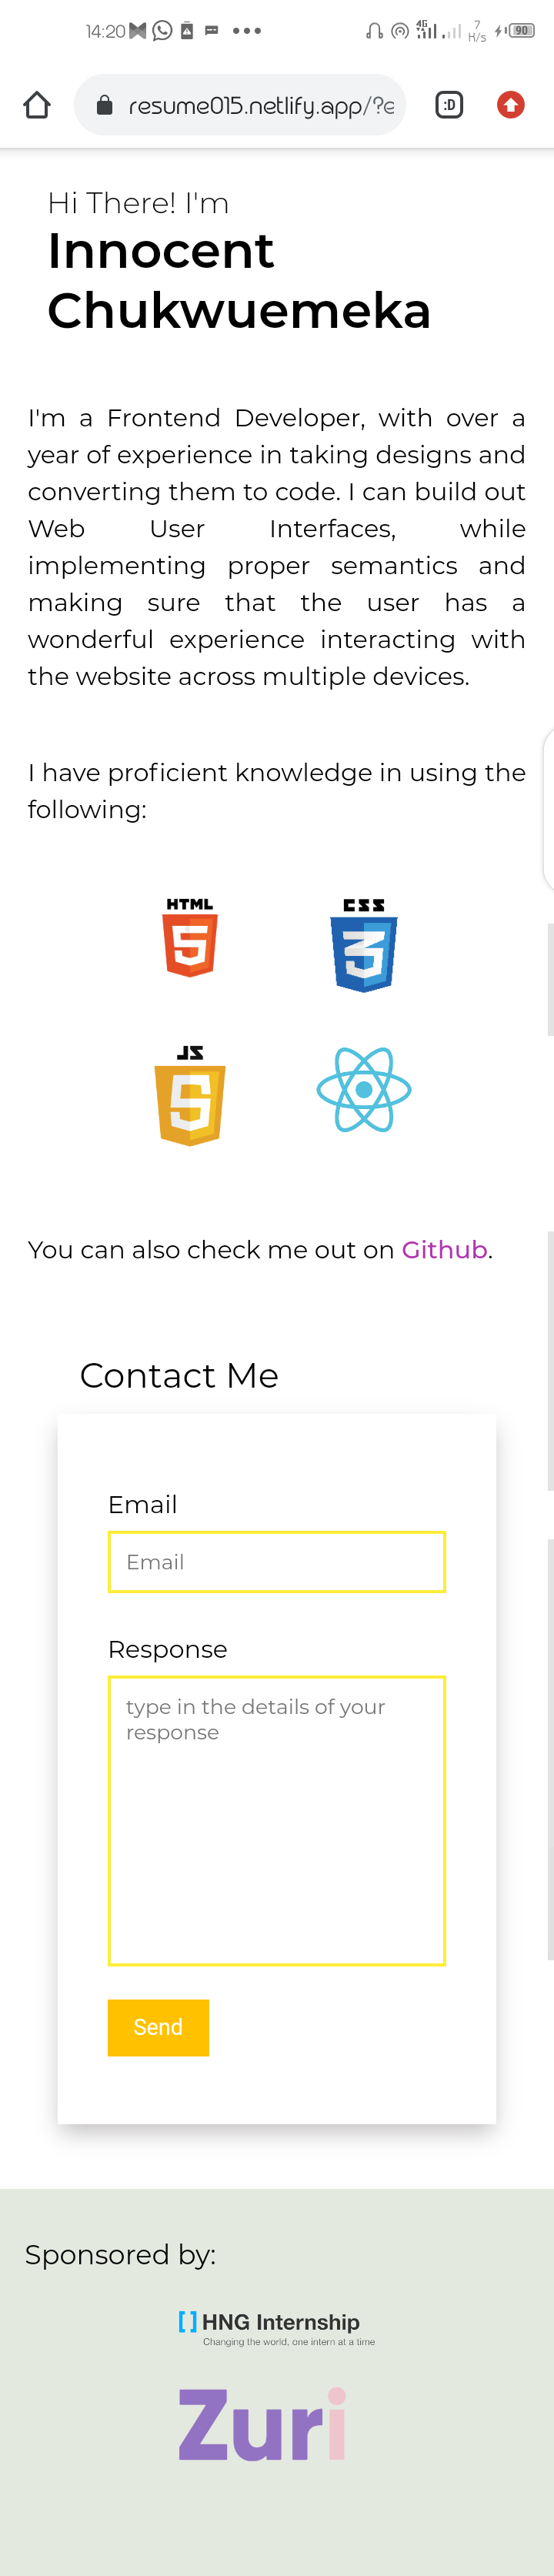 14:20
4G
7
K/s
90
resume015.netlify.app/?e
:D
Hi There! I'm
Innocent
Chukwuemeka
I'm a Frontend Developer, with over a
year of experience in taking designs and
converting them to code. I can build out
Web User Interfaces, while
implementing proper semantics and
making sure that the user has a
wonderful experience interacting with
the website across multiple devices.
I have proficient knowledge in using the
following:
HTML
5
CSS
3
JS
5
You can also check me out on Github.
Contact Me
Email
Email
Response
type in the details of your
response
Send
Sponsored by:
[ ] HNG Internship
Changing the world, one intern at a time
Zuri